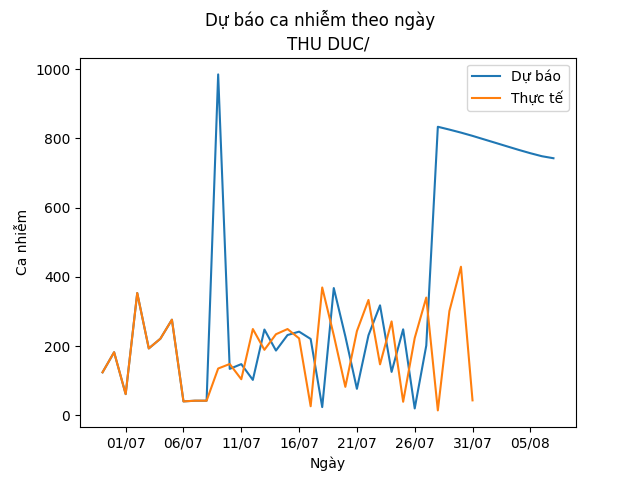 Dự báo ca nhiễm theo ngày
THU DUC/
Dự báo
Thực tế
1000
800
600
400
200
0
Ca nhiễm
01/07 06/07 11/07 16/07 21/07 26/07 31/07 05/08
Ngày